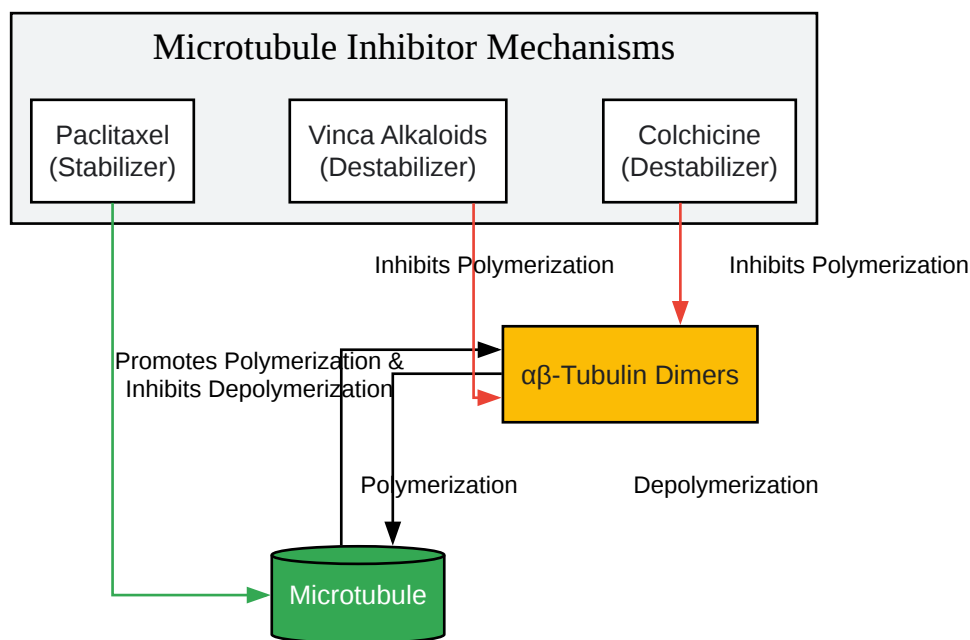 Microtubule Inhibitor Mechanisms
Paclitaxel
(Stabilizer)
Vinca Alkaloids
(Destabilizer)
Colchicine
(Destabilizer)
Inhibits Polymerization
Inhibits Polymerization
Promotes Polymerization &
Inhibits Depolymerization
αβ-Tubulin Dimers
Polymerization
Depolymerization
Microtubule